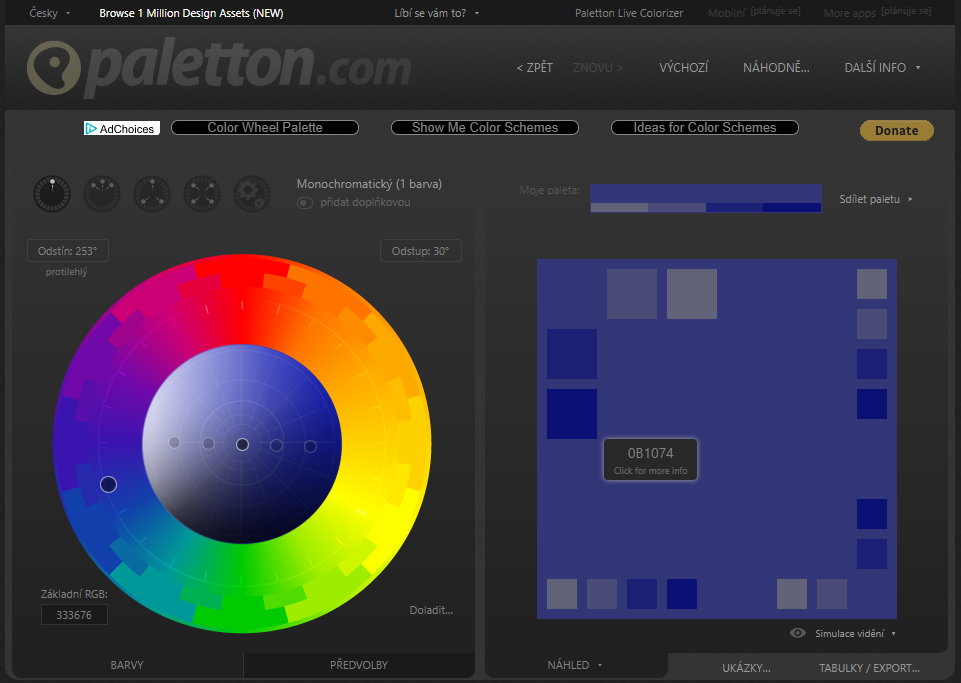 Česky
Browse 1 Million Design Assets (NEW)
Líbí se vám to?
Paletton Live Colorizer
Mobilní [plánuje se]
More apps [plánuje se]
paletton.com
< ZPĚT
ZNOVU >
VÝCHOZÍ
NÁHODNĚ...
DALŠÍ INFO
AdChoices
Color Wheel Palette
Show Me Color Schemes
Ideas for Color Schemes
Donate
Monochromatický (1 barva)
přidat doplňkovou
Moje paleta:
Sdílet paletu
Odstín: 253°
protilehlý
Odstup: 30°
0B1074
Click for more info
Základní RGB:
333676
Doladit...
Simulace vidění
BARVY
PŘEDVOLBY
NÁHLED
UKÁZKY...
TABULKY / EXPORT...